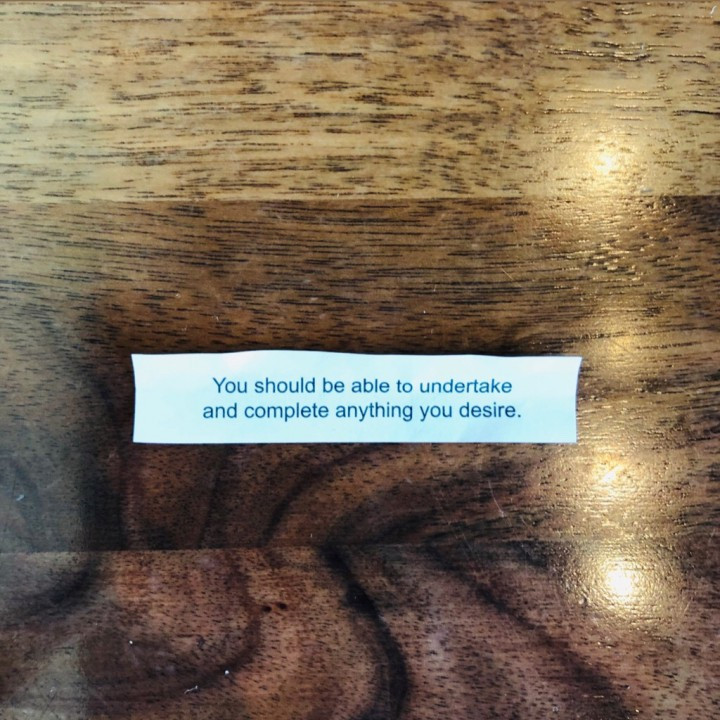 You should be able to undertake
and complete anything you desire.